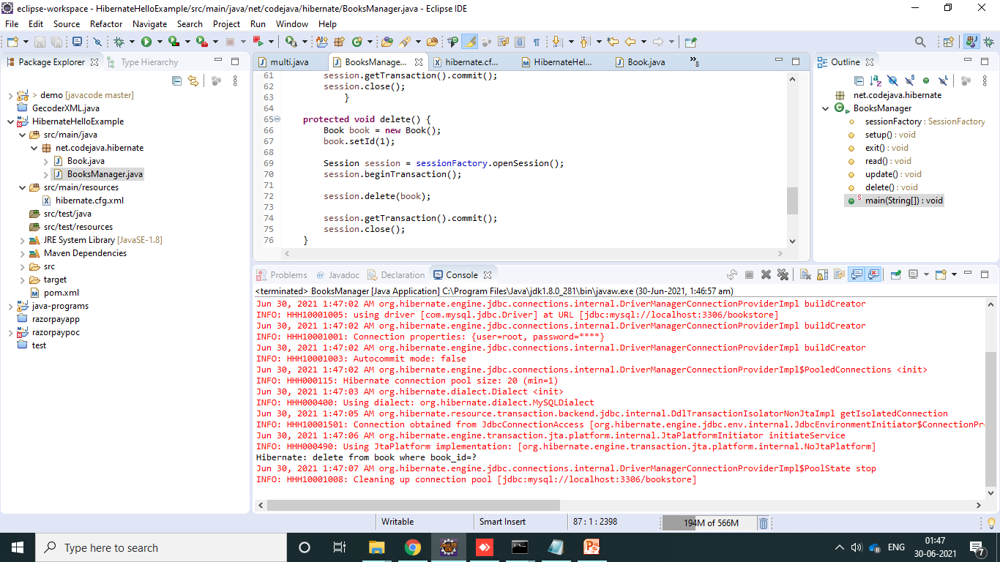 eclipse-workspace - HibernateHelloExample/src/main/java/net/codejava/hibernate/BooksManager.java - Eclipse IDE
File Edit Source Refactor Navigate Search Project Run Window Help
Package Explorer Type Hierarchy
> demo [javacode master]
GecoderXML.java
HibernateHelloExample
src/main/java
net.codejava.hibernate
Book.java
BooksManager.java
src/main/resources
hibernate.cfg.xml
src/test/java
src/test/resources
JRE System Library [JavaSE-1.8]
Maven Dependencies
src
target
pom.xml
java-programs
razorpayapp
razorpaypoc
test
multi.java BooksManage... hibernate.cf... HibernateHel... Book.java »8
61 session.getTransaction().commit();
62 session.close();
63 }
64
65 protected void delete() {
66 Book book = new Book();
67 book.setId(1);
68
69 Session session = sessionFactory.openSession();
70 session.beginTransaction();
71
72 session.delete(book);
73
74 session.getTransaction().commit();
75 session.close();
76 }
Outline
net.codejava.hibernate
BooksManager
sessionFactory : SessionFactory
setup() : void
exit() : void
read() : void
update() : void
delete() : void
main(String[]) : void
Problems @ Javadoc Declaration Console
<terminated> BooksManager [Java Application] C:\Program Files\Java\jdk1.8.0_281\bin\javaw.exe (30-Jun-2021, 1:46:57 am)
Jun 30, 2021 1:47:02 AM org.hibernate.engine.jdbc.connections.internal.DriverManagerConnectionProviderImpl buildCreator
INFO: HHH10001005: using driver [com.mysql.jdbc.Driver] at URL [jdbc:mysql://localhost:3306/bookstore]
Jun 30, 2021 1:47:02 AM org.hibernate.engine.jdbc.connections.internal.DriverManagerConnectionProviderImpl buildCreator
INFO: HHH10001001: Connection properties: {user=root, password=****}
Jun 30, 2021 1:47:02 AM org.hibernate.engine.jdbc.connections.internal.DriverManagerConnectionProviderImpl buildCreator
INFO: HHH10001003: Autocommit mode: false
Jun 30, 2021 1:47:02 AM org.hibernate.engine.jdbc.connections.internal.DriverManagerConnectionProviderImpl$PooledConnections <init>
INFO: HHH000115: Hibernate connection pool size: 20 (min=1)
Jun 30, 2021 1:47:03 AM org.hibernate.dialect.Dialect <init>
INFO: HHH000400: Using dialect: org.hibernate.dialect.MySQLDialect
Jun 30, 2021 1:47:05 AM org.hibernate.resource.transaction.backend.jdbc.internal.DdlTransactionIsolatorNonJtaImpl getIsolatedConnection
INFO: HHH10001501: Connection obtained from JdbcConnectionAccess [org.hibernate.engine.jdbc.env.internal.JdbcEnvironmentInitiator$ConnectionPr
Jun 30, 2021 1:47:06 AM org.hibernate.engine.transaction.jta.platform.internal.JtaPlatformInitiator initiateService
INFO: HHH000490: Using JtaPlatform implementation: [org.hibernate.engine.transaction.jta.platform.internal.NoJtaPlatform]
Hibernate: delete from book where book_id=?
Jun 30, 2021 1:47:07 AM org.hibernate.engine.jdbc.connections.internal.DriverManagerConnectionProviderImpl$PoolState stop
INFO: HHH10001008: Cleaning up connection pool [jdbc:mysql://localhost:3306/bookstore]
Writable Smart Insert 87 : 1 : 2398 194M of 566M
Type here to search
ENG 01:47
30-06-2021
7